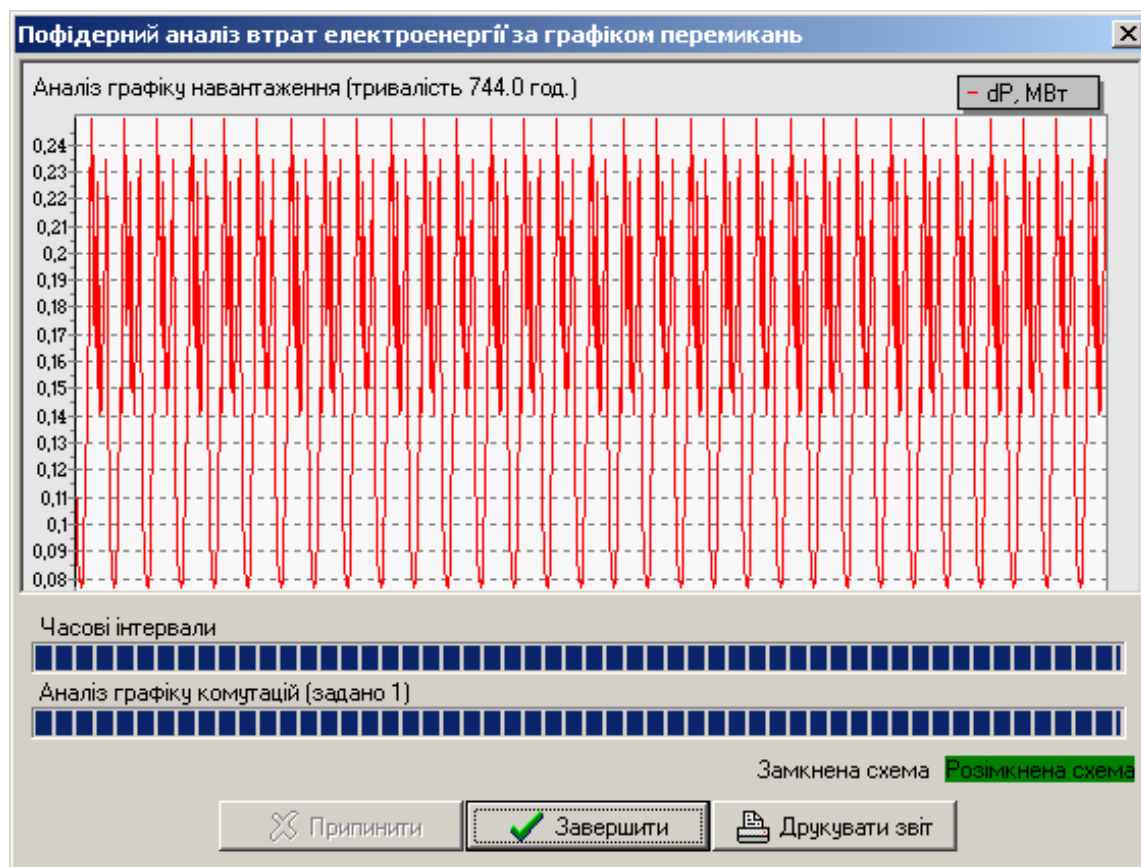 Пофідерний аналіз втрат електроенергії за графіком перемикань
Аналіз графіку навантаження (тривалість 744.0 год.)
dP, МВт
0,24
0,23
0,22
0,21
0,2
0,19
0,18
0,17
0,16
0,15
0,14
0,13
0,12
0,11
0,1
0,09
0,08
Часові інтервали
Аналіз графіку комутацій (задано 1)
Замкнена схема Розімкнена схема
Припинити Завершити Друкувати звіт